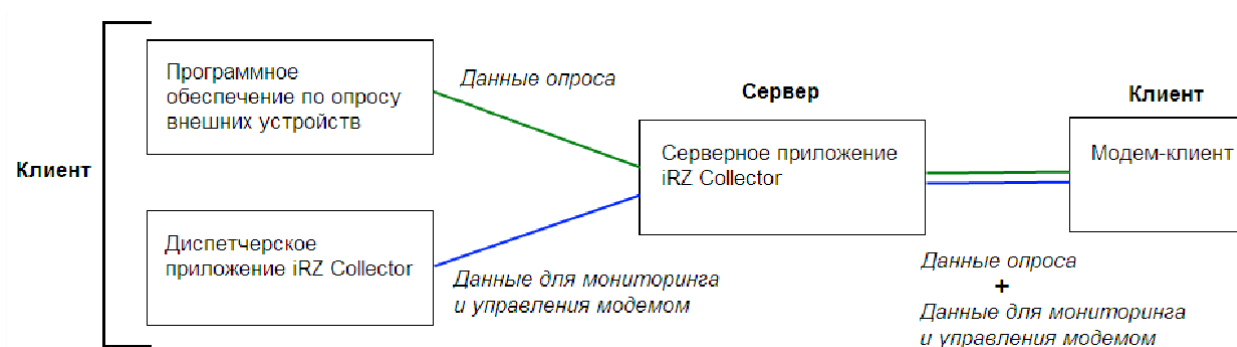 Клиент
Программное
обеспечение по опросу
внешних устройств
Диспетчерское
приложение iRZ Collector
Данные опроса
Данные для мониторинга
и управления модемом
Сервер
Серверное приложение
iRZ Collector
Клиент
Модем-клиент
Данные опроса
+
Данные для мониторинга
и управления модемом